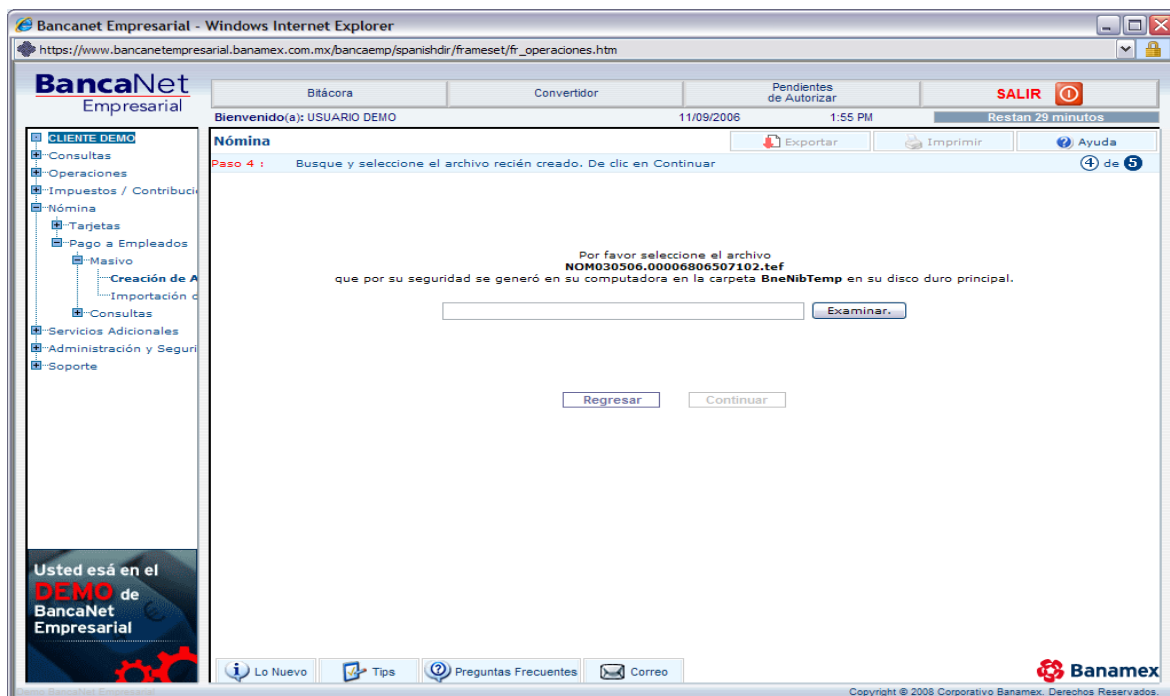 Bancanet Empresarial - Windows Internet Explorer
https://www.bancanetempresarial.banamex.com.mx/bancaemp/spanishdir/frameset/fr_operaciones.htm
BancaNet
Empresarial
Bitácora
Convertidor
Pendientes
de Autorizar
SALIR
Bienvenido(a): USUARIO DEMO
11/09/2006
1:55 PM
Restan 29 minutos
CLIENTE DEMO
Consultas
Operaciones
Impuestos / Contribuci
Nómina
Tarjetas
Pago a Empleados
Masivo
Creación de A
Importación c
Consultas
Servicios Adicionales
Administración y Seguri
Soporte
Nómina
Exportar
Imprimir
Ayuda
Paso 4 : Busque y seleccione el archivo recién creado. De clic en Continuar
4 de 5
Por favor seleccione el archivo
NOM030506.00006806507102.tef
que por su seguridad se generó en su computadora en la carpeta BneNibTemp en su disco duro principal.
Examinar.
Regresar
Continuar
Usted esá en el
DEMO de
BancaNet
Empresarial
Lo Nuevo
Tips
Preguntas Frecuentes
Correo
Banamex
Demo BancaNet Empresarial
Copyright © 2008 Corporativo Banamex. Derechos Reservados.